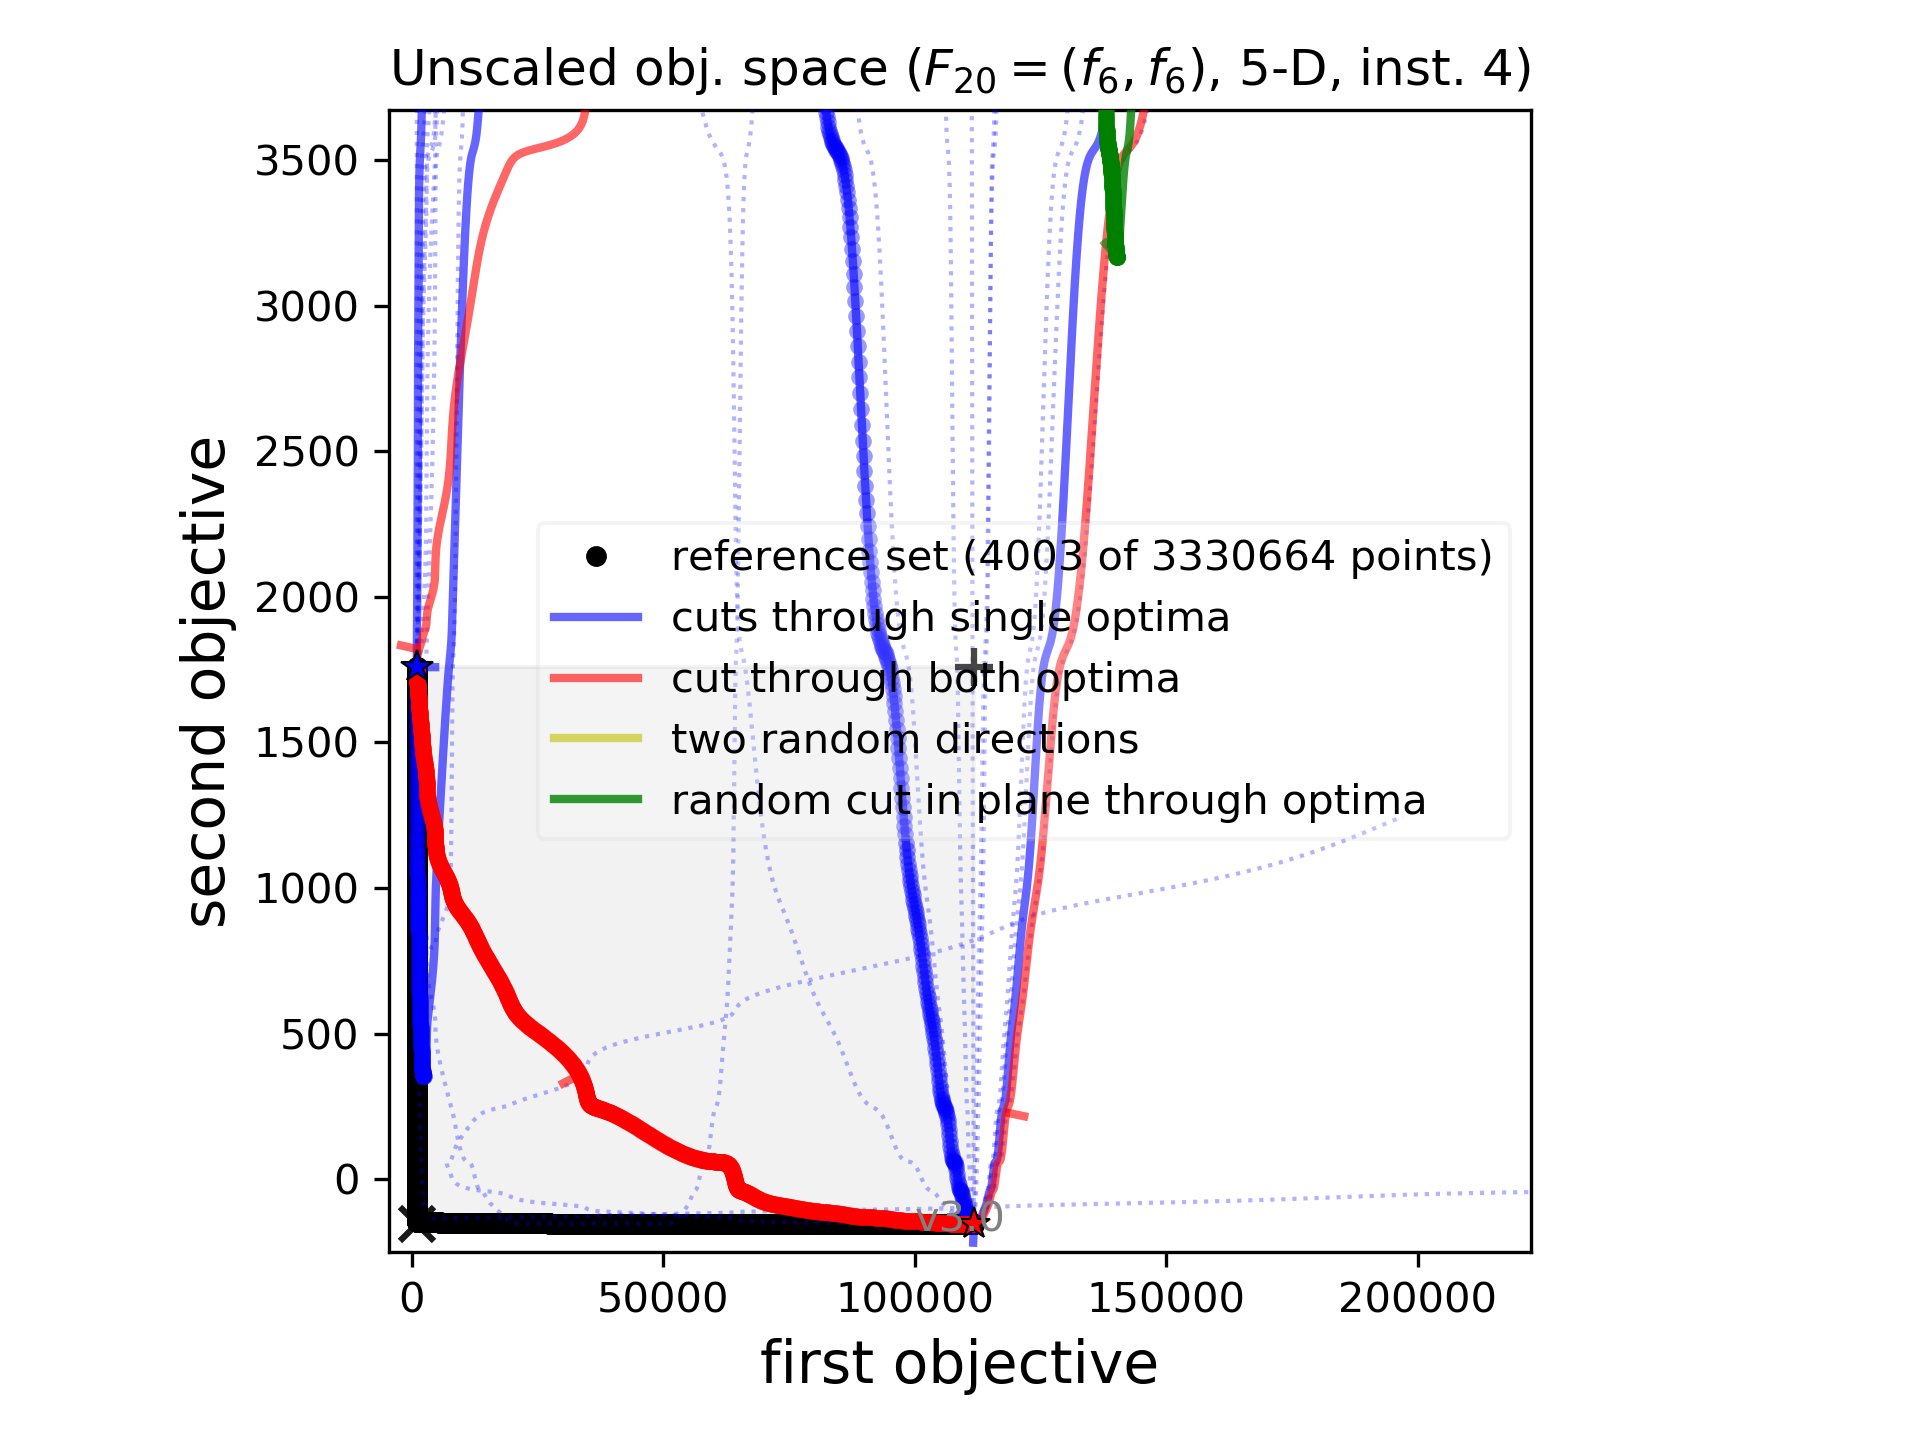 Unscaled obj. space (F₂₀ = (f₆, f₆), 5-D, inst. 4)
3500
3000
2500
2000
1500
1000
500
0
second objective
reference set (4003 of 3330664 points)
cuts through single optima
cut through both optima
two random directions
random cut in plane through optima
v3.0
0
50000
100000
150000
200000
first objective